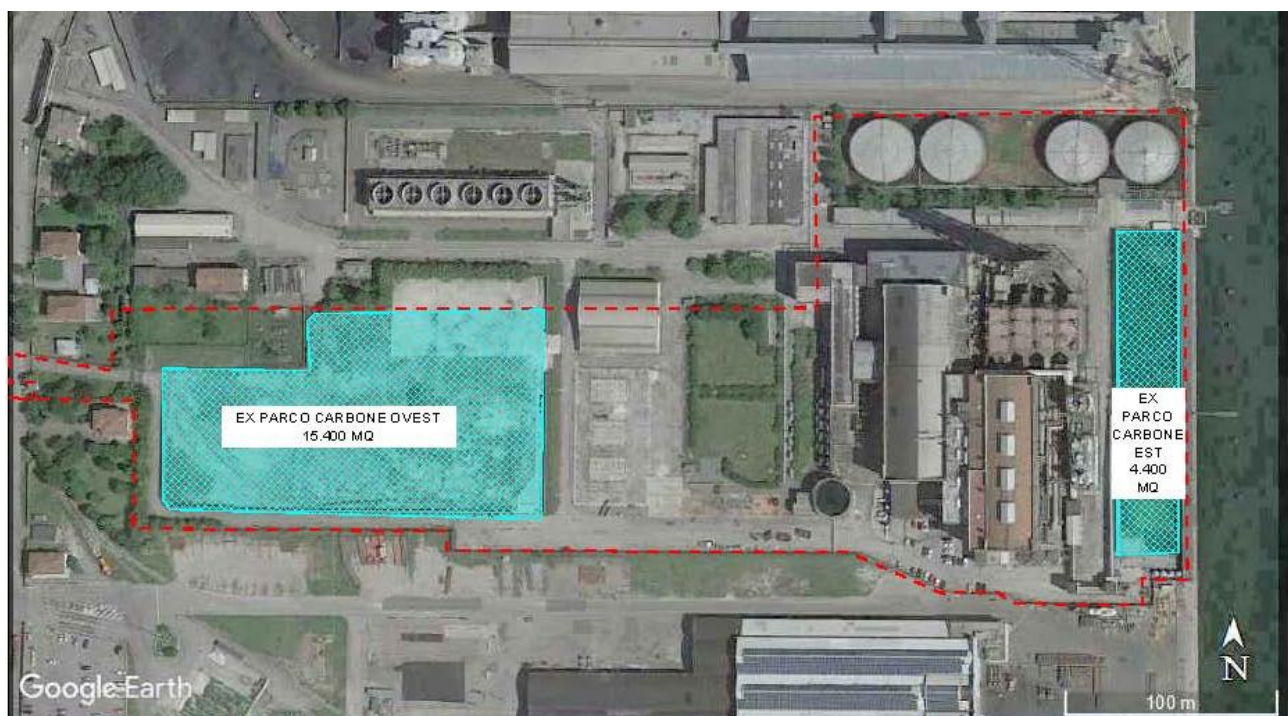 EX PARCO CARBONE OVEST
15.400 MQ
EX
PARCO
CARBONE
EST
4.400
MQ
N
Google Earth
100 m